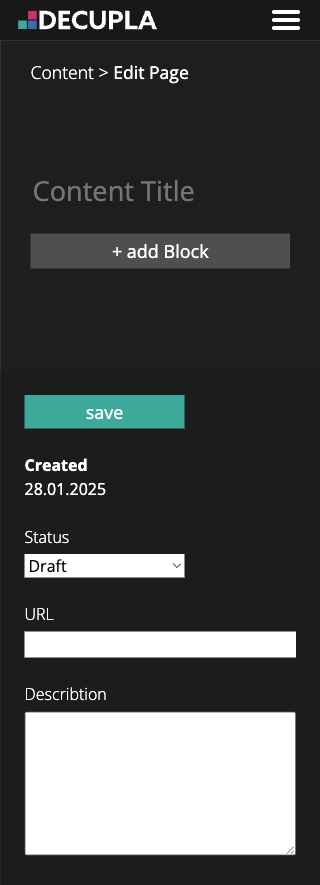 DECUPLA
Content > Edit Page
Content Title
+ add Block
save
Created
28.01.2025
Status
Draft
URL
Describtion